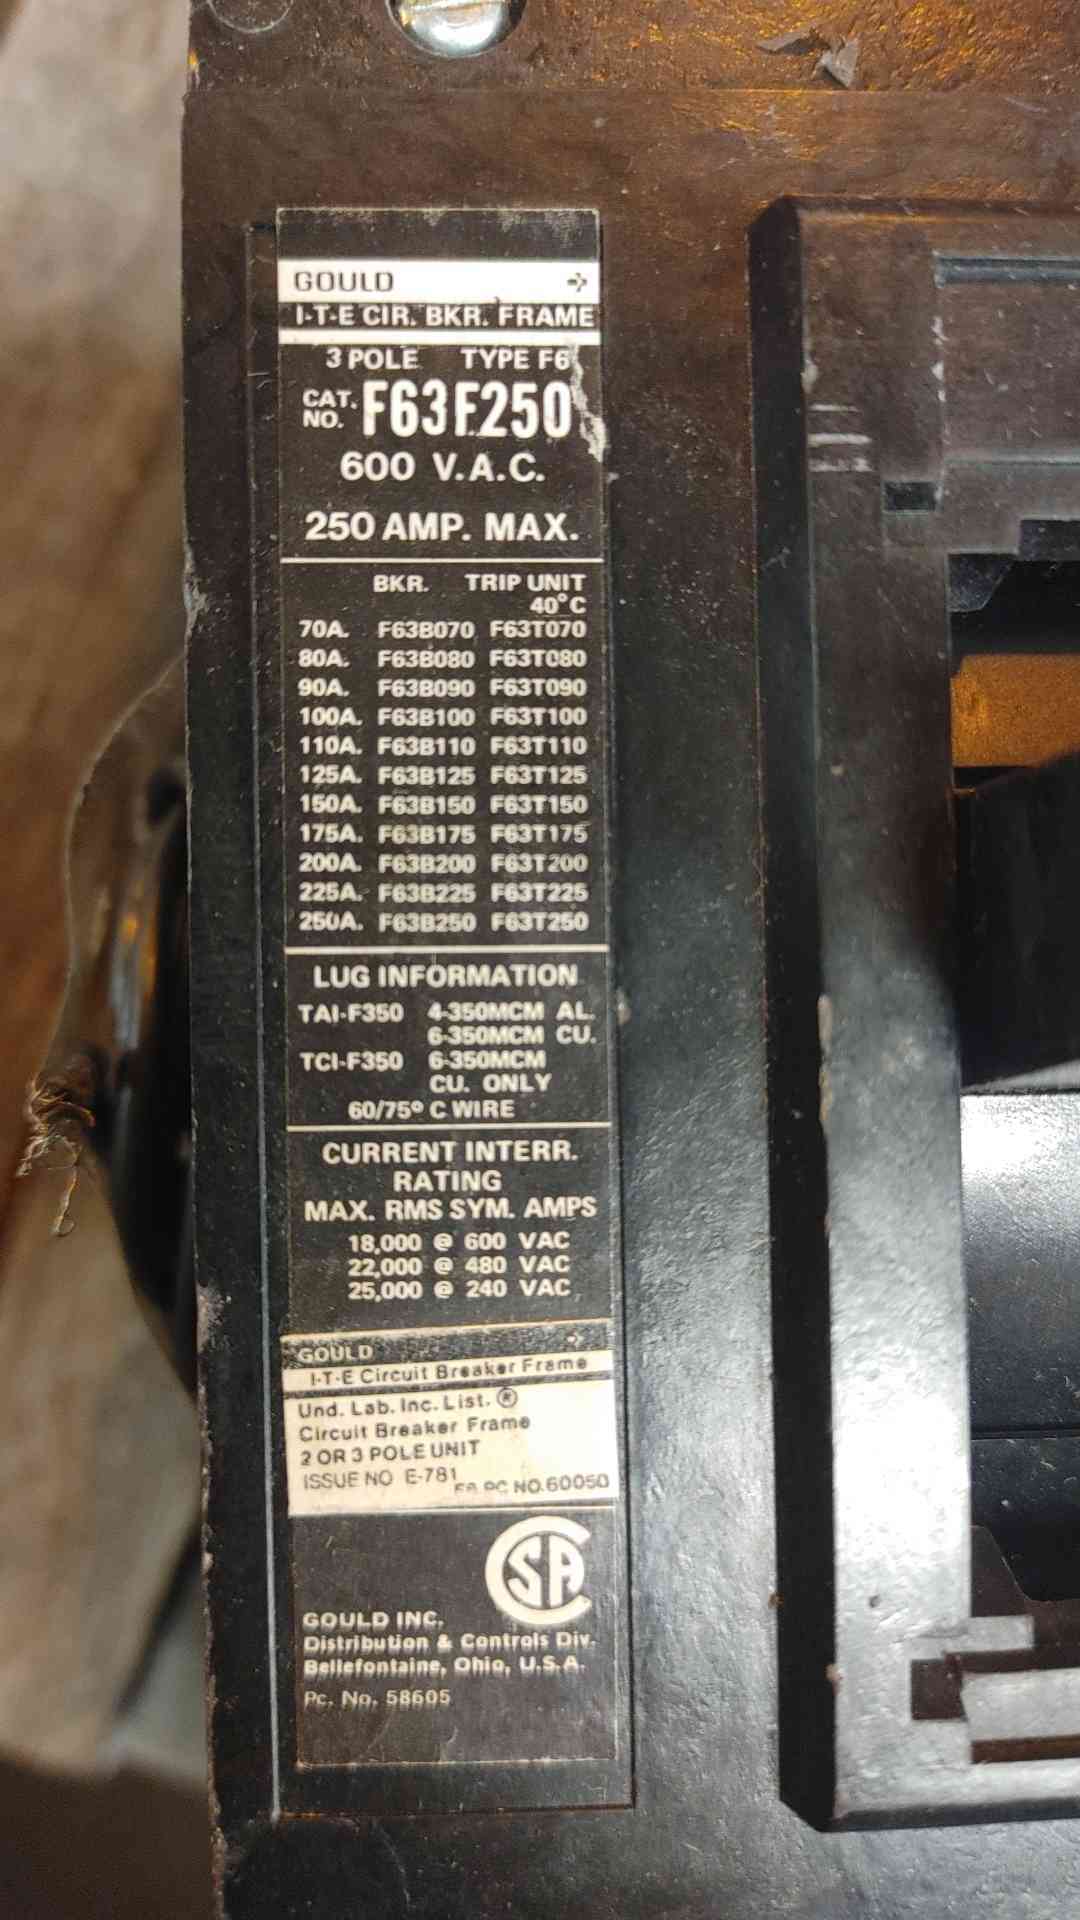 GOULD
I-T-E CIR. BKR. FRAME
3 POLE TYPE F6
CAT. NO. F63F250
600 V.A.C.
250 AMP. MAX.
BKR. TRIP UNIT
40°C
70A. F63B070 F63T070
80A. F63B080 F63T080
90A. F63B090 F63T090
100A. F63B100 F63T100
110A. F63B110 F63T110
125A. F63B125 F63T125
150A. F63B150 F63T150
175A. F63B175 F63T175
200A. F63B200 F63T200
225A. F63B225 F63T225
250A. F63B250 F63T250
LUG INFORMATION
TAI-F350 4-350MCM AL.
6-350MCM CU.
TCI-F350 6-350MCM
CU. ONLY
60/75° C WIRE
CURRENT INTERR.
RATING
MAX. RMS SYM. AMPS
18,000 @ 600 VAC
22,000 @ 480 VAC
25,000 @ 240 VAC
GOULD
I-T-E Circuit Breaker Frame
Und. Lab. Inc. List. ®
Circuit Breaker Frame
2 OR 3 POLE UNIT
ISSUE NO E-781
PC NO. 60050
CSA
GOULD INC.
Distribution & Controls Div.
Bellefontaine, Ohio, U.S.A.
Pc. No. 58605